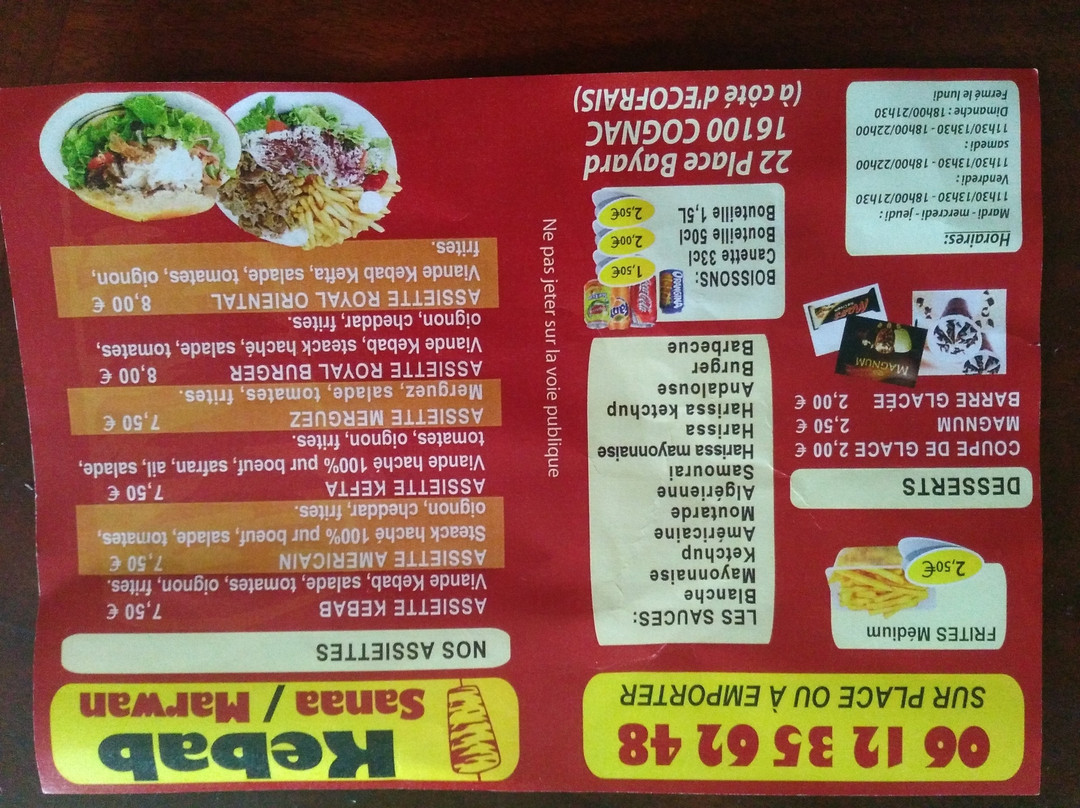 06 12 35 62 48
SUR PLACE OU À EMPORTER
FRITES Médium
2,50€
DESSERTS
COUPE DE GLACE 2,00 €
MAGNUM 2,50 €
BARRE GLACÉE 2,00 €
MAGNUM
Horaires:
Mardi - mercredi - jeudi :
11h30/13h30 - 18h00/21h30
Vendredi :
11h30/13h30 - 18h00/22h00
samedi :
11h30/13h30 - 18h00/22h00
Dimanche : 18h00/21h30
Fermé le lundi
LES SAUCES:
Blanche
Mayonnaise
Ketchup
Américaine
Moutarde
Algérienne
Samourai
Harissa mayonnaise
Harissa
Harissa ketchup
Andalouse
Burger
Barbecue
ORANGINA
BOISSONS:
Canette 33cl 1,50€
Bouteille 50cl 2,00€
Bouteille 1,5L 2,50€
22 Place Bayard
16100 COGNAC
(à côté d'ECOFRAIS)
Ne pas jeter sur la voie publique
Kebab
Sanaa / Marwan
NOS ASSIETTES
ASSIETTE KEBAB 7,50 €
Viande Kebab, salade, tomates, oignon, frites.
ASSIETTE AMERICAIN 7,50 €
Steack haché 100% pur boeuf, salade, tomates,
oignon, cheddar, frites.
ASSIETTE KEFTA 7,50 €
Viande haché 100% pur boeuf, safran, ail, salade,
tomates, oignon, frites.
ASSIETTE MERGUEZ 7,50 €
Merguez, salade, tomates, frites.
ASSIETTE ROYAL BURGER 8,00 €
Viande Kebab, steack haché, salade, tomates,
oignon, cheddar, frites.
ASSIETTE ROYAL ORIENTAL 8,00 €
Viande Kebab Kefta, salade, tomates, oignon,
frites.